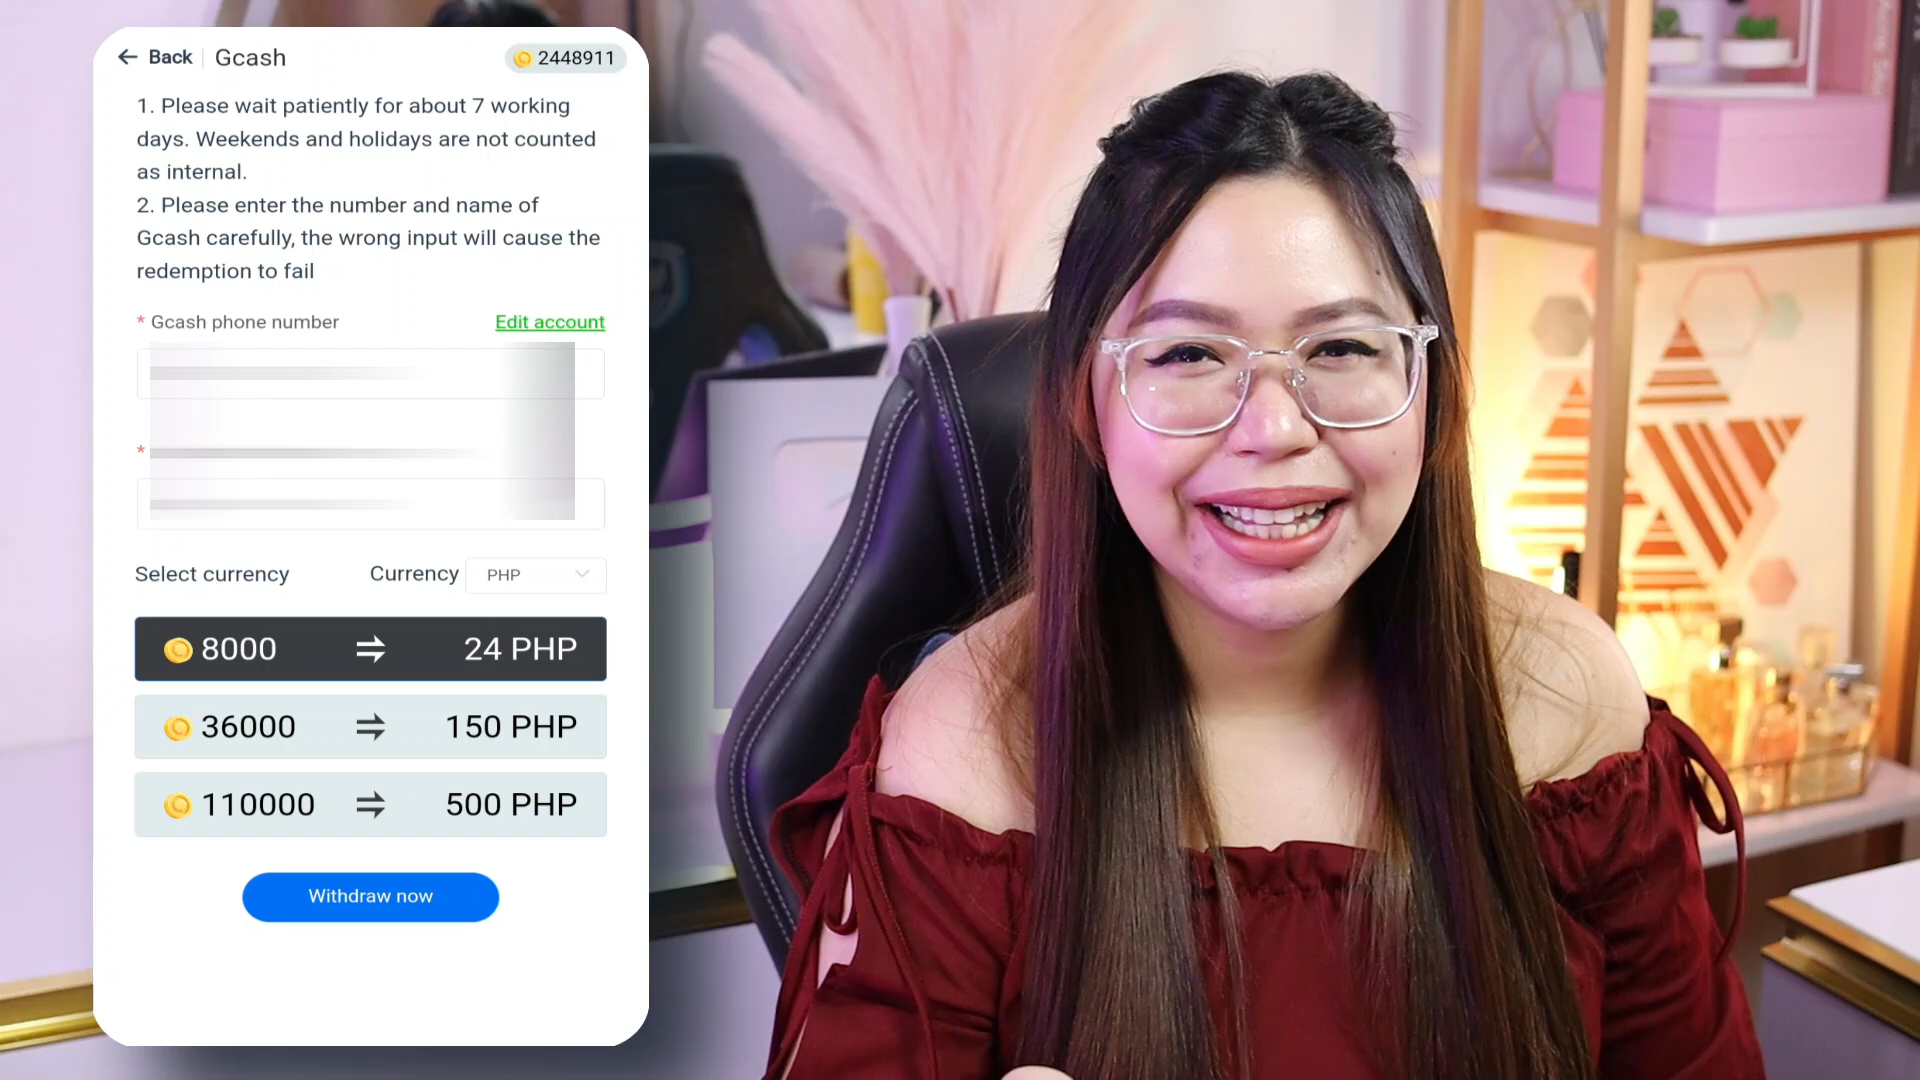 Back Gcash 2448911
1. Please wait patiently for about 7 working
days. Weekends and holidays are not counted
as internal.
2. Please enter the number and name of
Gcash carefully, the wrong input will cause the
redemption to fail
* Gcash phone number Edit account
*
Select currency Currency PHP
8000 ⇒ 24 PHP
36000 ⇒ 150 PHP
110000 ⇒ 500 PHP
Withdraw now